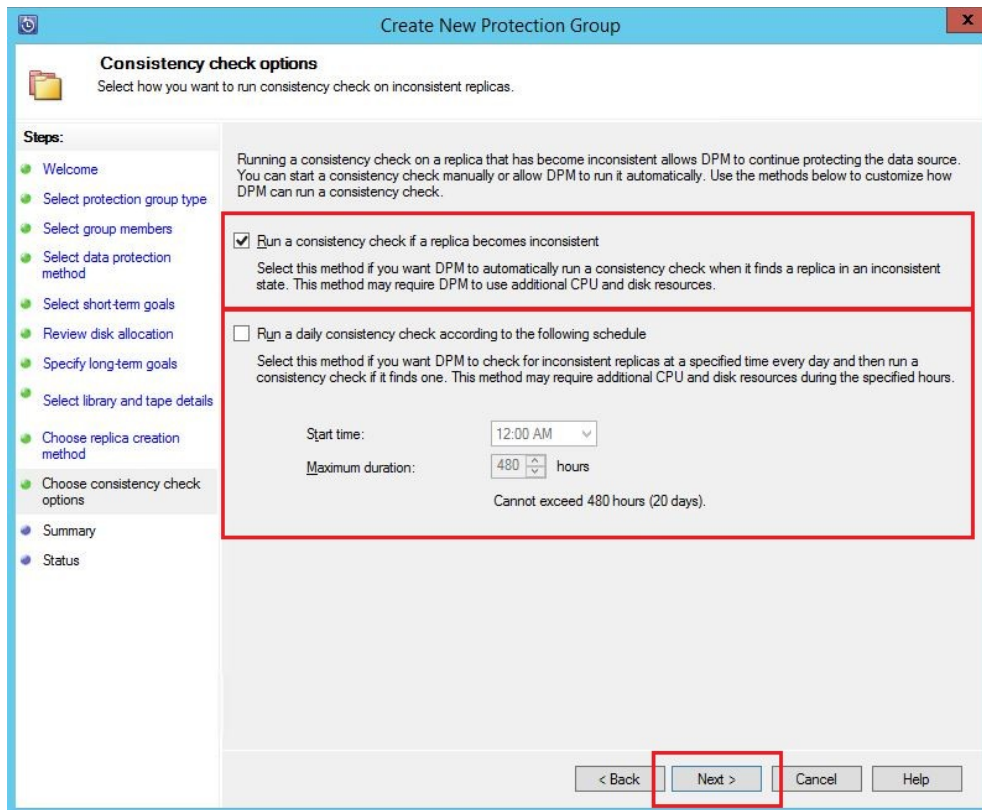 Create New Protection Group
x
Consistency check options
Select how you want to run consistency check on inconsistent replicas.
Steps:
Welcome
Select protection group type
Select group members
Select data protection
method
Select short-term goals
Review disk allocation
Specify long-term goals
Select library and tape details
Choose replica creation
method
Choose consistency check
options
Summary
Status
Running a consistency check on a replica that has become inconsistent allows DPM to continue protecting the data source.
You can start a consistency check manually or allow DPM to run it automatically. Use the methods below to customize how
DPM can run a consistency check.
Run a consistency check if a replica becomes inconsistent
Select this method if you want DPM to automatically run a consistency check when it finds a replica in an inconsistent
state. This method may require DPM to use additional CPU and disk resources.
Run a daily consistency check according to the following schedule
Select this method if you want DPM to check for inconsistent replicas at a specified time every day and then run a
consistency check if it finds one. This method may require additional CPU and disk resources during the specified hours.
Start time: 12:00 AM
Maximum duration: 480 hours
Cannot exceed 480 hours (20 days).
< Back Next > Cancel Help